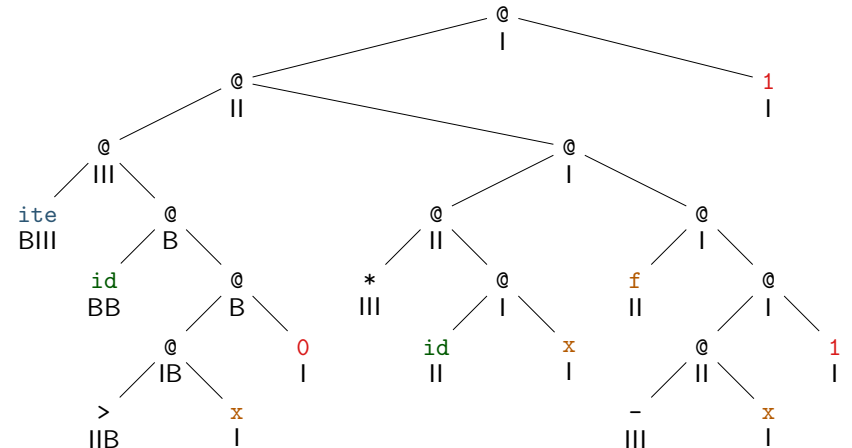 @
I
@ 1
II I
@ @
III I
ite @ @ @
BIII B II I
id @ * @ f @
BB B III I II I
@ 0 id x @ 1
IB I II I II I
> x - x
IIB I III I